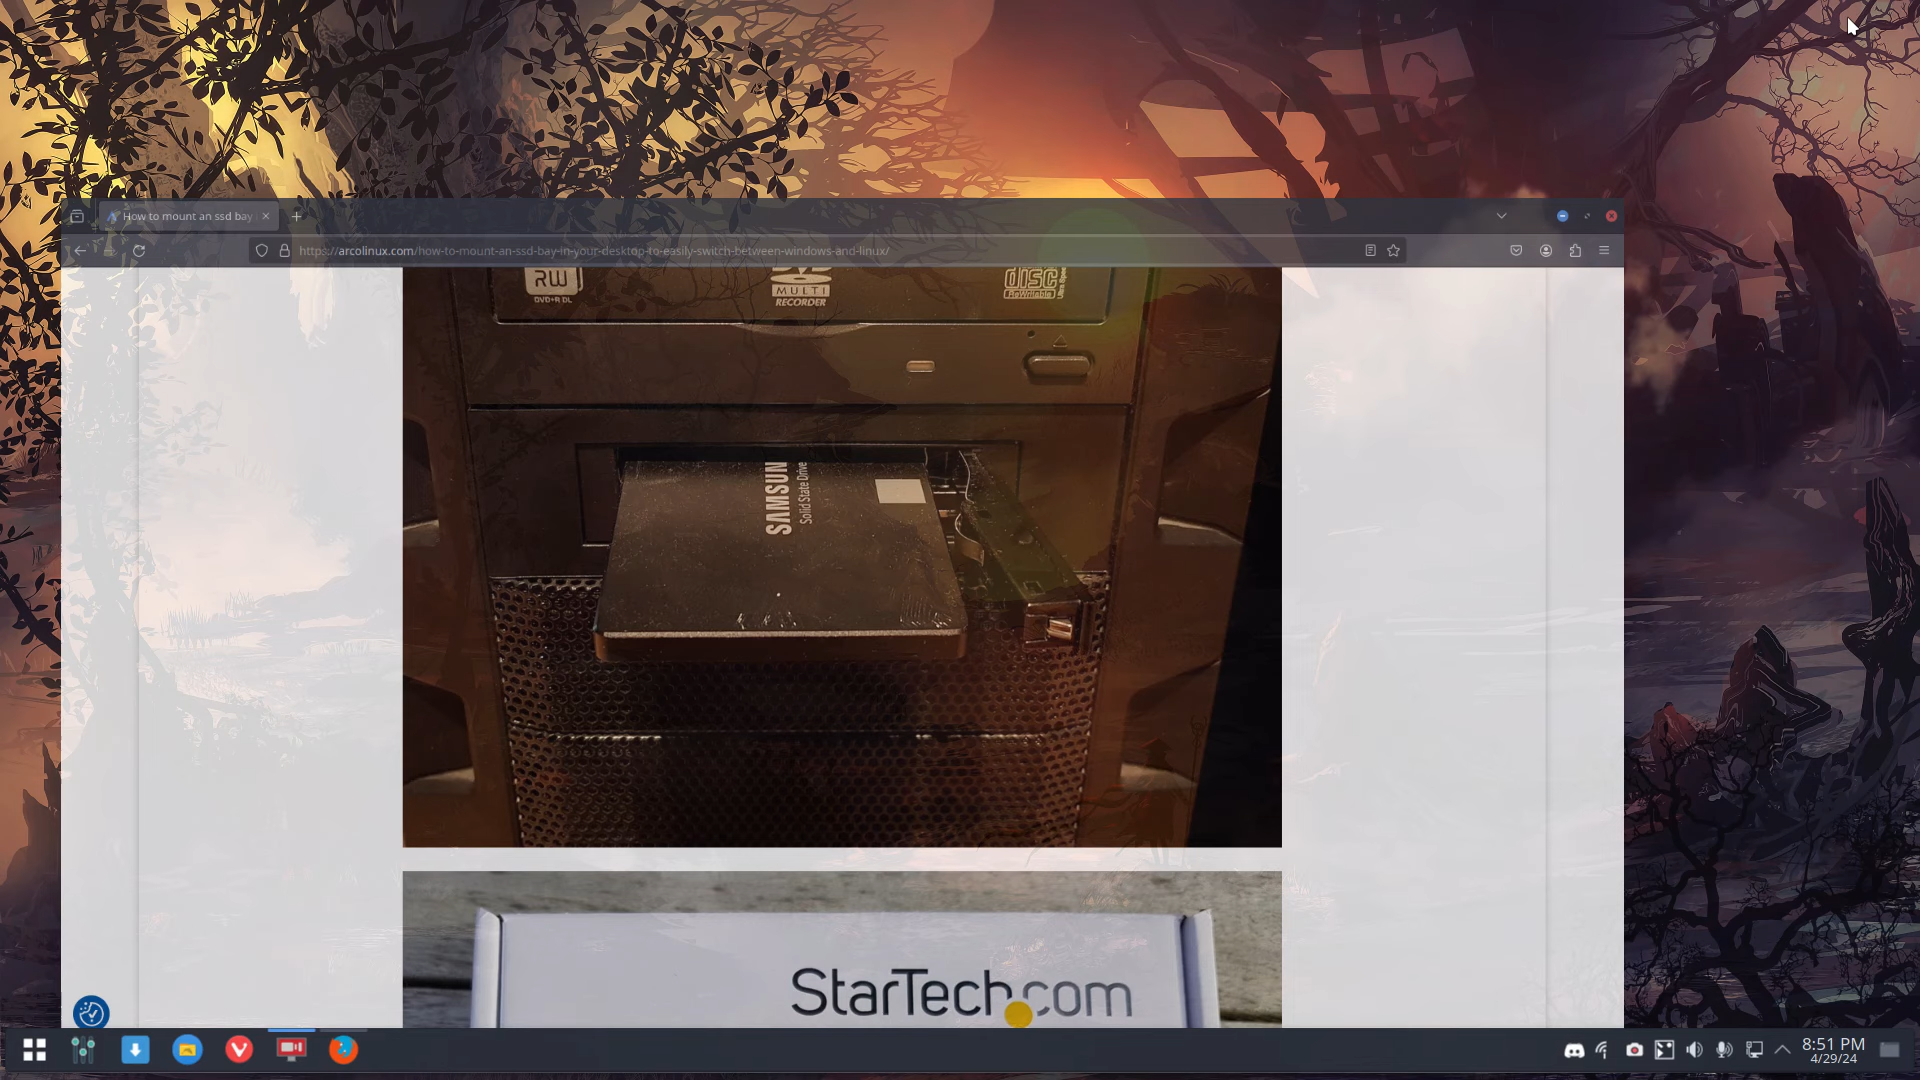 How to mount an ssd bay
https://arcolinux.com/how-to-mount-an-ssd-bay-in-your-desktop-to-easily-switch-between-windows-and-linux/
RW
DVD+R DL
MULTI
RECORDER
disc
ReWritable
SAMSUN
Solid State Drive
StarTech.com
8:51 PM
4/29/24